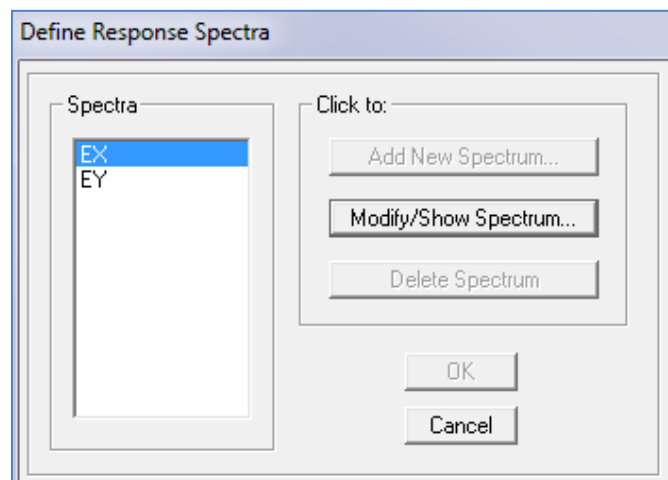 Define Response Spectra
Spectra
EX
EY
Click to:
Add New Spectrum...
Modify/Show Spectrum...
Delete Spectrum
OK
Cancel